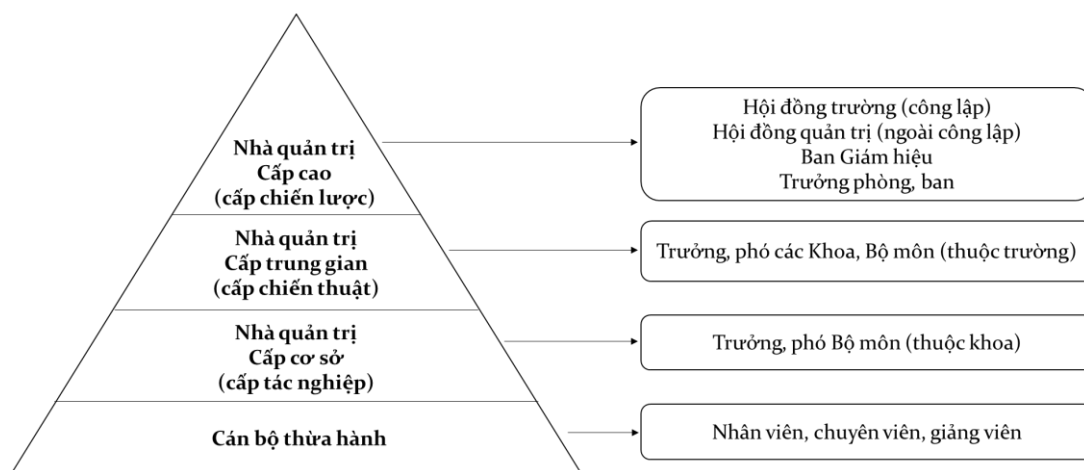 Nhà quản trị
Cấp cao
(cấp chiến lược)
Hội đồng trường (công lập)
Hội đồng quản trị (ngoài công lập)
Ban Giám hiệu
Trưởng phòng, ban
Nhà quản trị
Cấp trung gian
(cấp chiến thuật)
Trưởng, phó các Khoa, Bộ môn (thuộc trường)
Nhà quản trị
Cấp cơ sở
(cấp tác nghiệp)
Trưởng, phó Bộ môn (thuộc khoa)
Cán bộ thừa hành
Nhân viên, chuyên viên, giảng viên